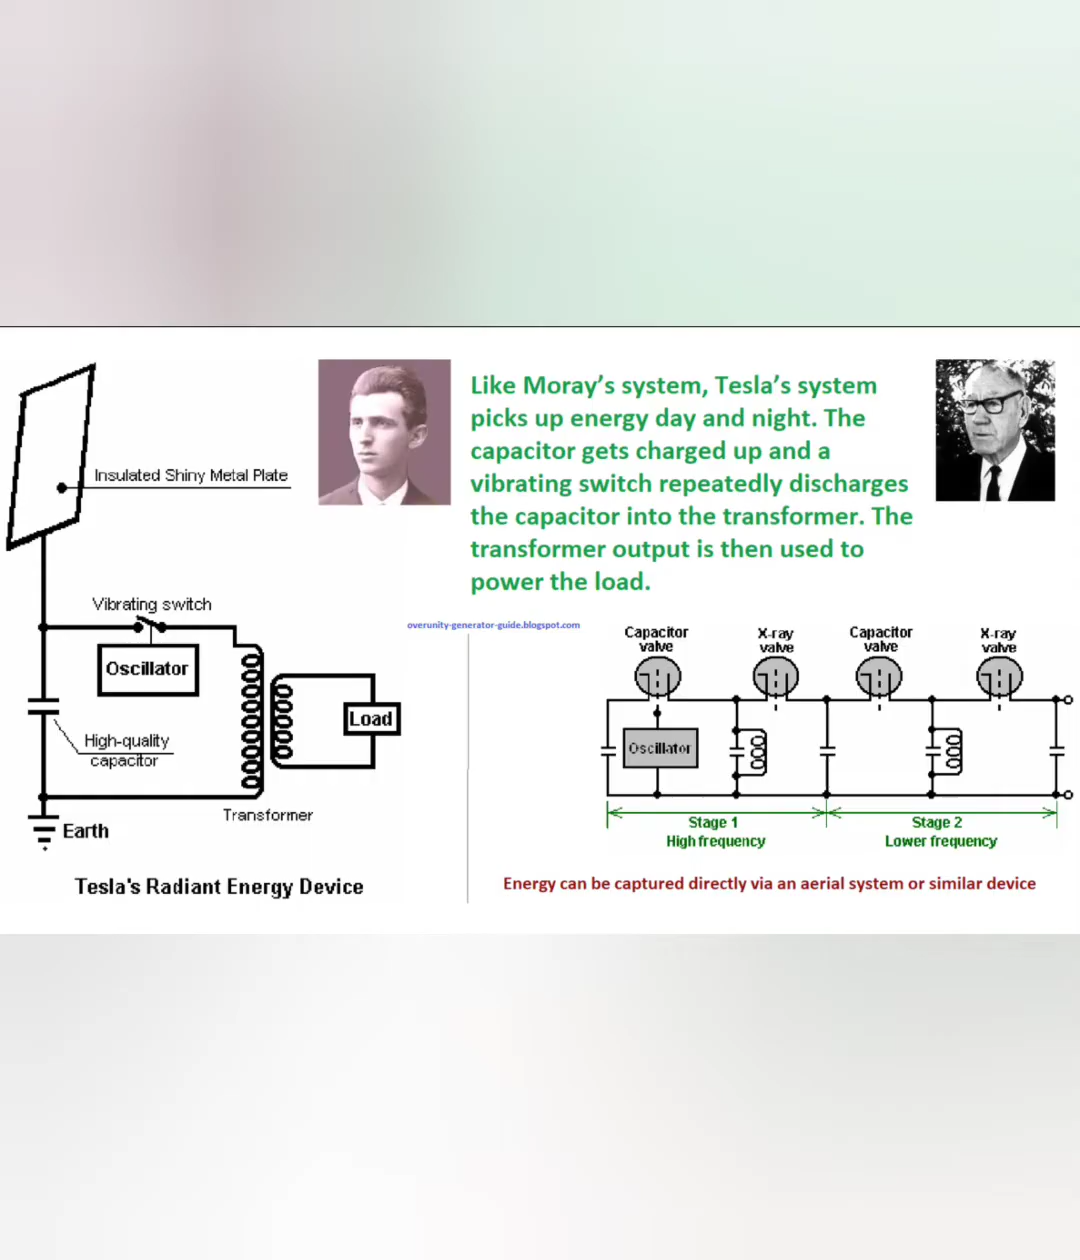 Insulated Shiny Metal Plate
Vibrating switch
Oscillator
Load
High-quality
capacitor
Transformer
Earth
Tesla's Radiant Energy Device
Like Moray's system, Tesla's system
picks up energy day and night. The
capacitor gets charged up and a
vibrating switch repeatedly discharges
the capacitor into the transformer. The
transformer output is then used to
power the load.
overunity-generator-guide.blogspot.com
Capacitor
valve
X-ray
valve
Capacitor
valve
X-ray
valve
Oscillator
Stage 1
High frequency
Stage 2
Lower frequency
Energy can be captured directly via an aerial system or similar device